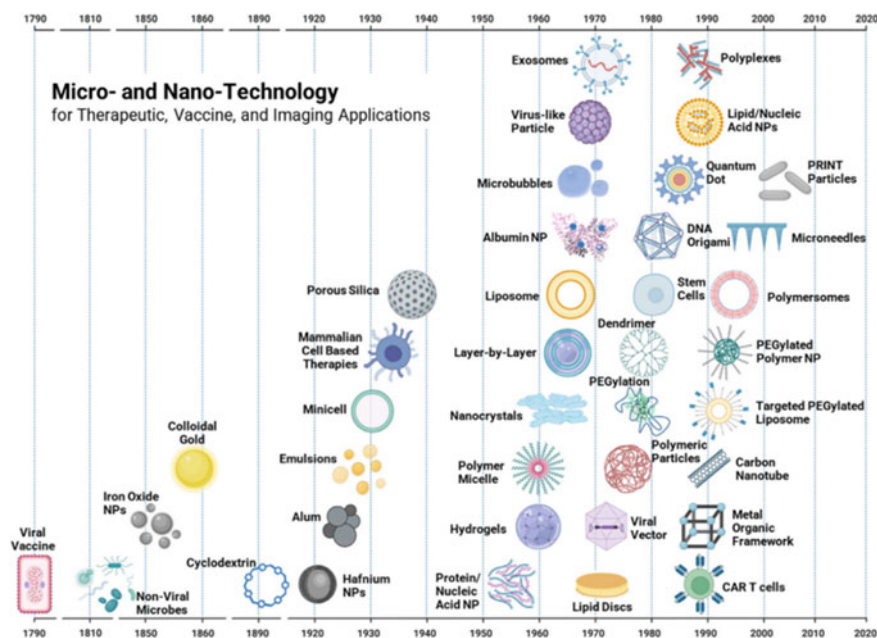 1790 1810 1850 1860 1890 1920 1930 1940 1950 1960 1970 1980 1990 2000 2010 2020
Micro- and Nano-Technology
for Therapeutic, Vaccine, and Imaging Applications
Exosomes
Polyplexes
Virus-like
Particle
Lipid/Nucleic
Acid NPs
Microbubbles
Quantum
Dot
PRINT
Particles
Albumin NP
DNA
Origami
Microneedles
Porous Silica
Liposome
Stem
Cells
Polymersomes
Mammalian
Cell Based
Therapies
Layer-by-Layer
Dendrimer
PEGylated
Polymer NP
Minicell
Nanocrystals
PEGylation
Targeted PEGylated
Liposome
Colloidal
Gold
Emulsions
Polymer
Micelle
Polymeric
Particles
Carbon
Nanotube
Iron Oxide
NPs
Alum
Hydrogels
Viral
Vector
Metal
Organic
Framework
Viral
Vaccine
Non-Viral
Microbes
Cyclodextrin
Hafnium
NPs
Protein/
Nucleic
Acid NP
Lipid Discs
CAR T cells
1790 1810 1850 1860 1890 1920 1930 1940 1950 1960 1970 1980 1990 2000 2010 2020